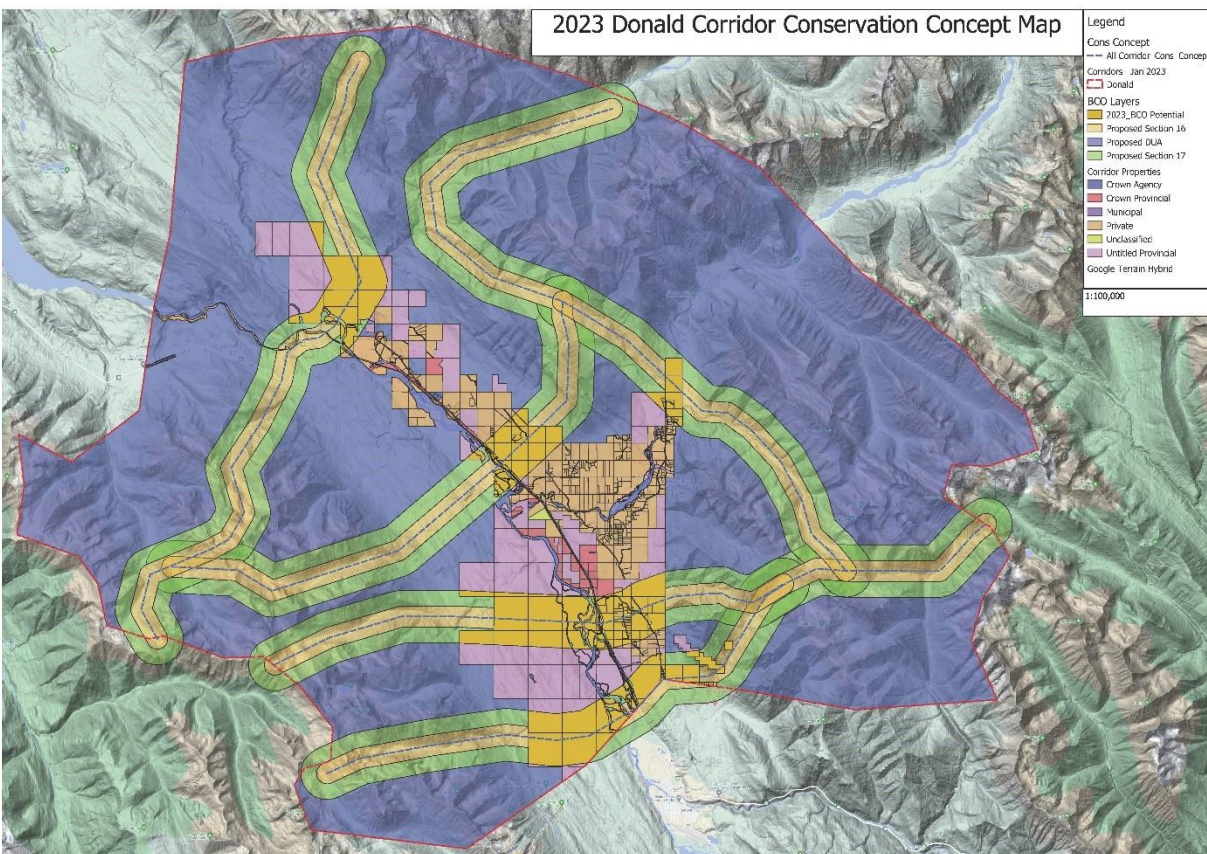 2023 Donald Corridor Conservation Concept Map
Legend
Cons Concept
All Corridor Cons Concep
Corridors Jan 2023
Donald
BCO Layers
2023_BCO Potential
Proposed Section 16
Proposed DUA
Proposed Section 17
Corridor Properties
Crown Agency
Crown Provincial
Municipal
Private
Unclassified
Untitled Provincial
Google Terrain Hybrid
1:100,000